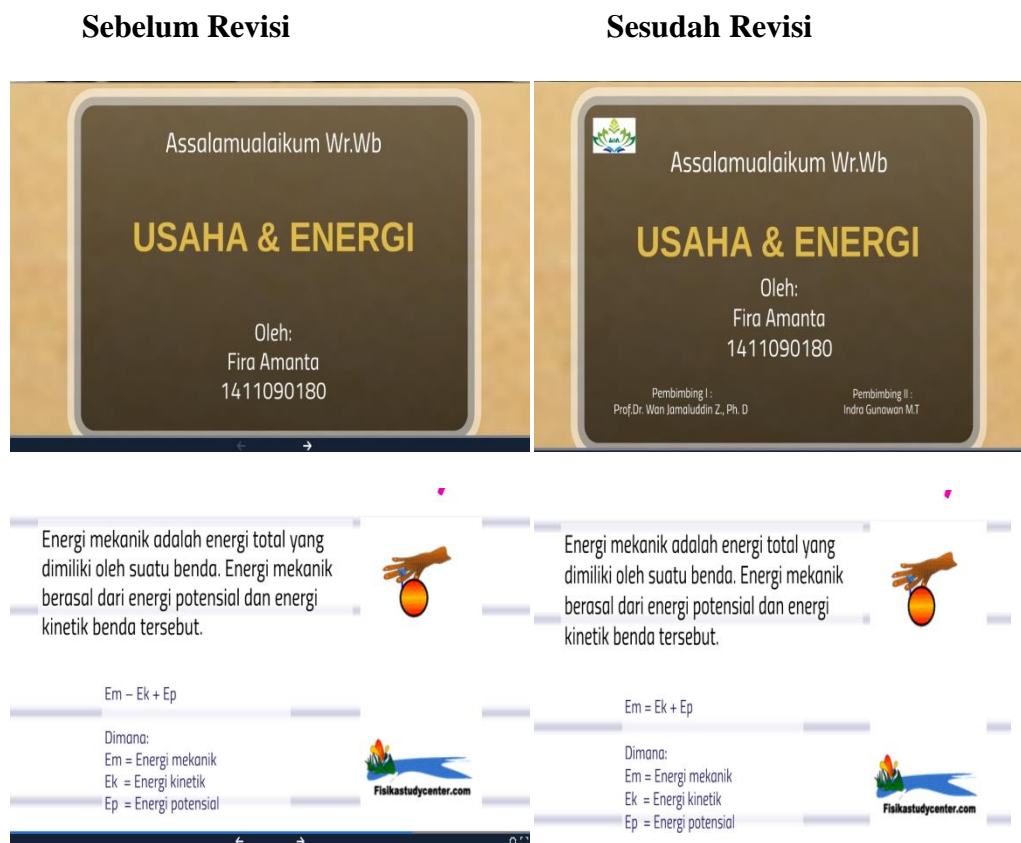 Sebelum Revisi
Sesudah Revisi
Assalamualaikum Wr.Wb
USAHA & ENERGI
Oleh:
Fira Amanta
1411090180
Assalamualaikum Wr.Wb
USAHA & ENERGI
Oleh:
Fira Amanta
1411090180
Pembimbing I :
Prof.Dr. Wan Jamaluddin Z., Ph. D
Pembimbing II :
Indra Gunawan M.T
Energi mekanik adalah energi total yang
dimiliki oleh suatu benda. Energi mekanik
berasal dari energi potensial dan energi
kinetik benda tersebut.
Em – Ek + Ep
Dimana:
Em = Energi mekanik
Ek = Energi kinetik
Ep = Energi potensial
Fisikastudycenter.com
Energi mekanik adalah energi total yang
dimiliki oleh suatu benda. Energi mekanik
berasal dari energi potensial dan energi
kinetik benda tersebut.
Em = Ek + Ep
Dimana:
Em = Energi mekanik
Ek = Energi kinetik
Ep = Energi potensial
Fisikastudycenter.com